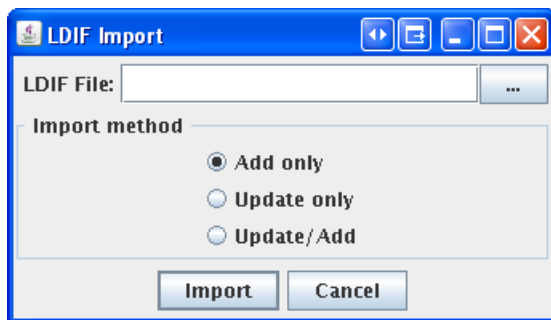 LDIF Import
LDIF File: ...
Import method
Add only
Update only
Update/Add
Import Cancel